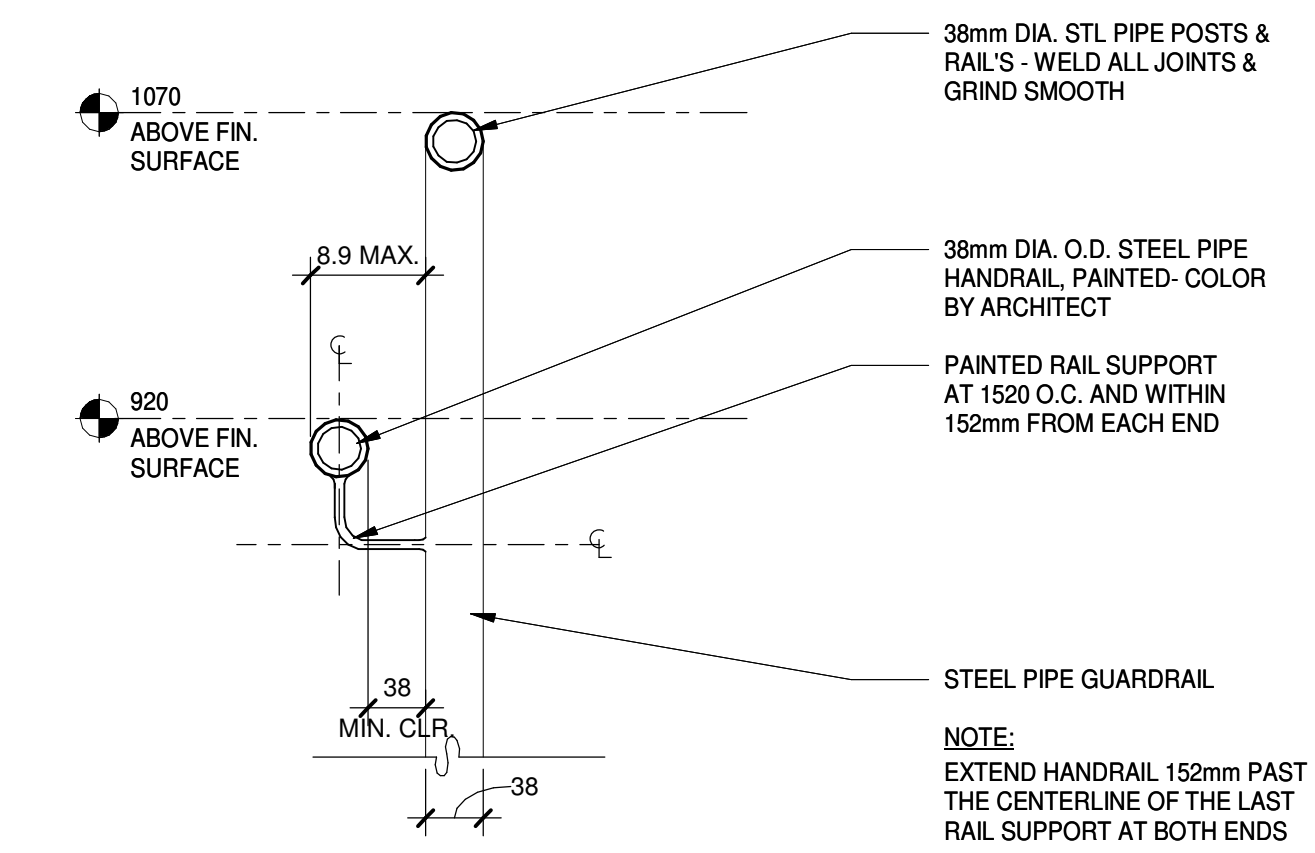 38mm DIA. STL PIPE POSTS &
RAIL'S - WELD ALL JOINTS &
GRIND SMOOTH
1070
ABOVE FIN.
SURFACE
8.9 MAX.
38mm DIA. O.D. STEEL PIPE
HANDRAIL, PAINTED- COLOR
BY ARCHITECT
CL
PAINTED RAIL SUPPORT
AT 1520 O.C. AND WITHIN
152mm FROM EACH END
920
ABOVE FIN.
SURFACE
CL
38
MIN. CLR.
STEEL PIPE GUARDRAIL
NOTE:
EXTEND HANDRAIL 152mm PAST
THE CENTERLINE OF THE LAST
RAIL SUPPORT AT BOTH ENDS
38